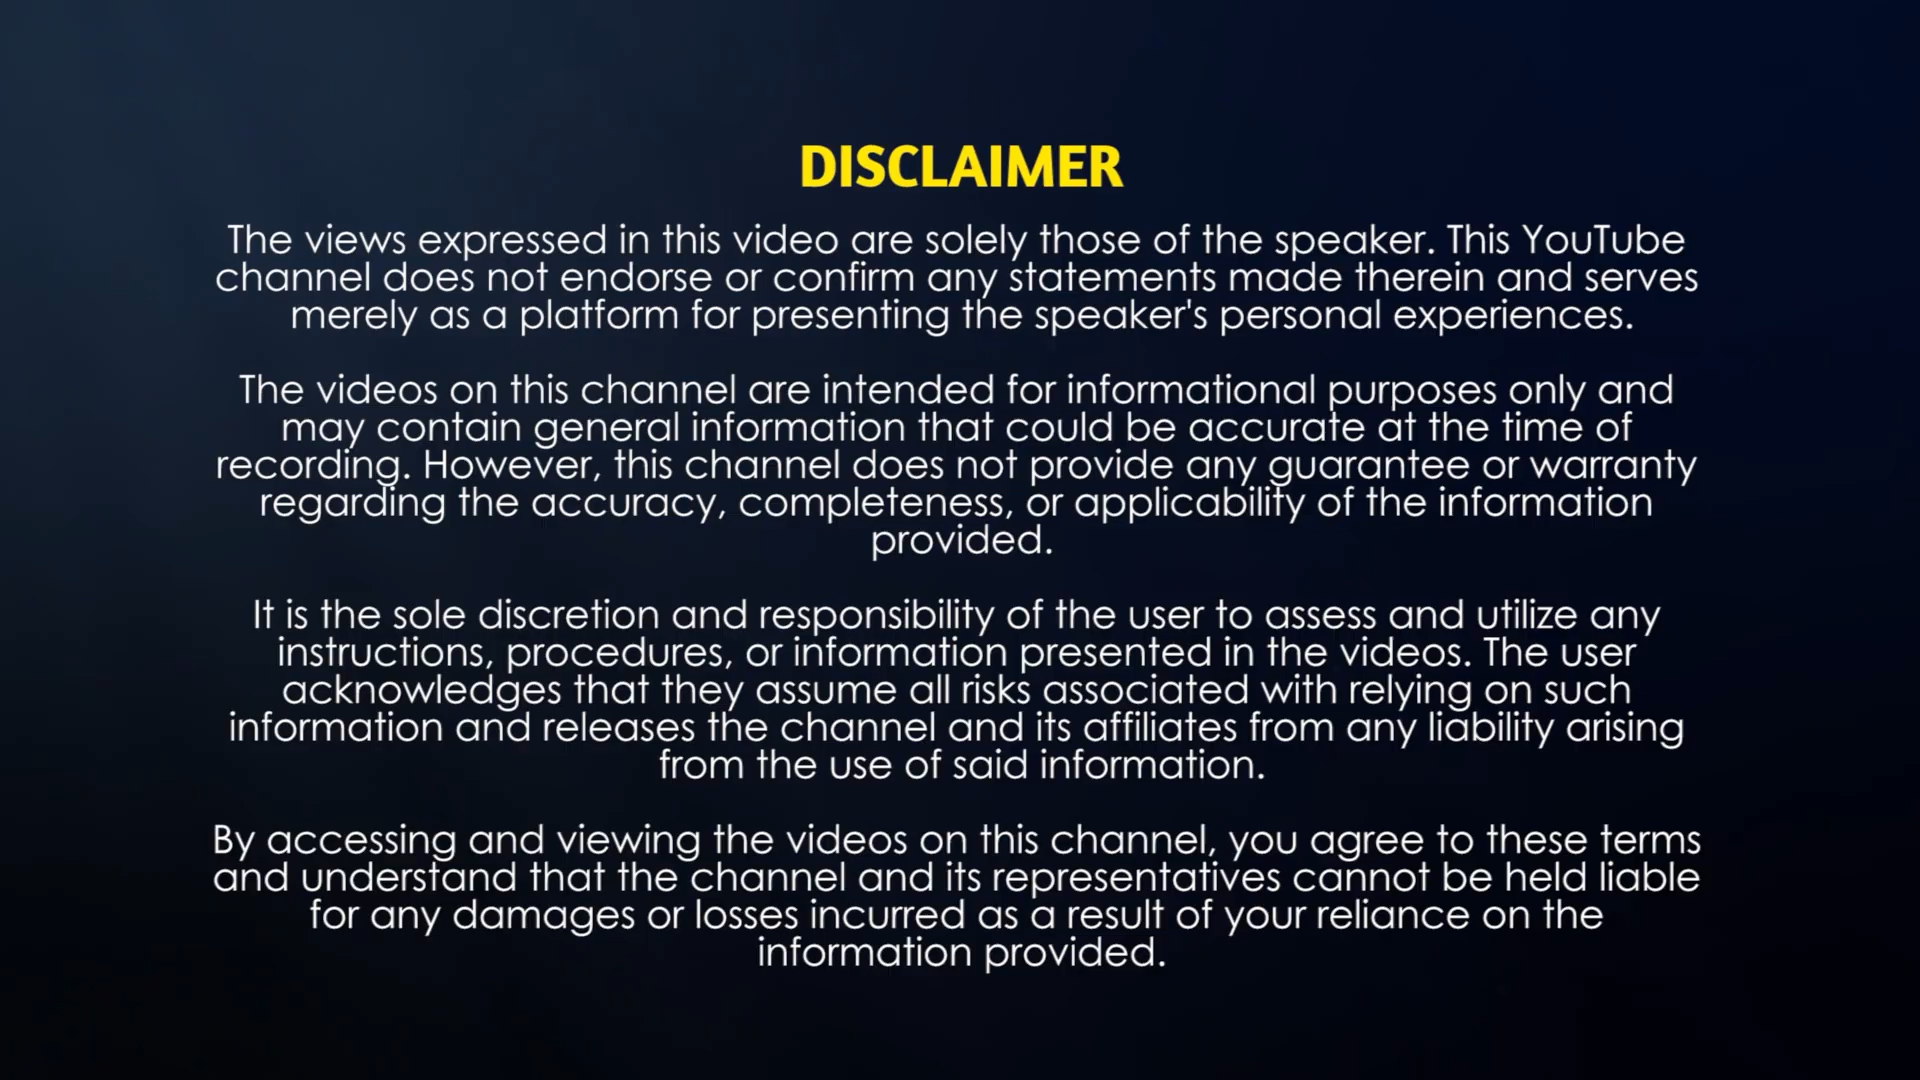 DISCLAIMER
The views expressed in this video are solely those of the speaker. This YouTube
channel does not endorse or confirm any statements made therein and serves
merely as a platform for presenting the speaker's personal experiences.
The videos on this channel are intended for informational purposes only and
may contain general information that could be accurate at the time of
recording. However, this channel does not provide any guarantee or warranty
regarding the accuracy, completeness, or applicability of the information
provided.
It is the sole discretion and responsibility of the user to assess and utilize any
instructions, procedures, or information presented in the videos. The user
acknowledges that they assume all risks associated with relying on such
information and releases the channel and its affiliates from any liability arising
from the use of said information.
By accessing and viewing the videos on this channel, you agree to these terms
and understand that the channel and its representatives cannot be held liable
for any damages or losses incurred as a result of your reliance on the
information provided.